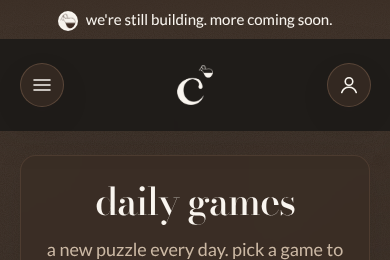 we're still building. more coming soon.
c
daily games
a new puzzle every day. pick a game to